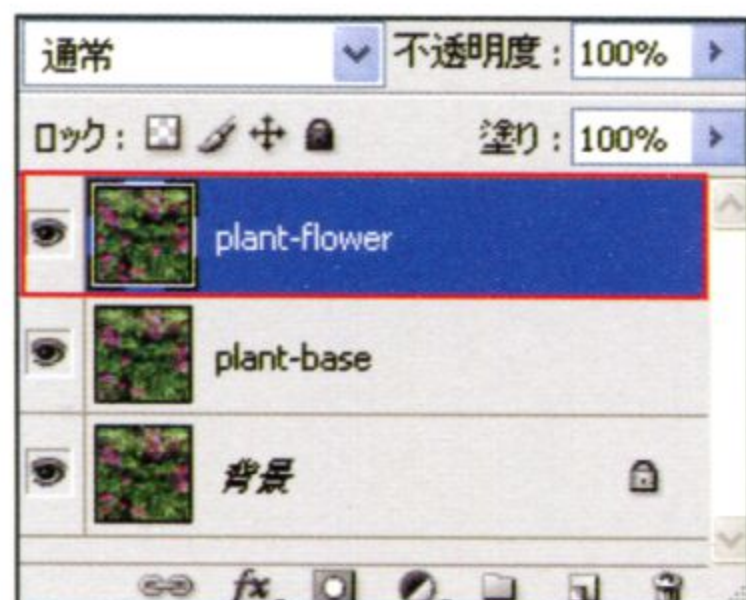 通常 不透明度 : 100%
ロック : 塗り : 100%
plant-flower
plant-base
背景
fx.